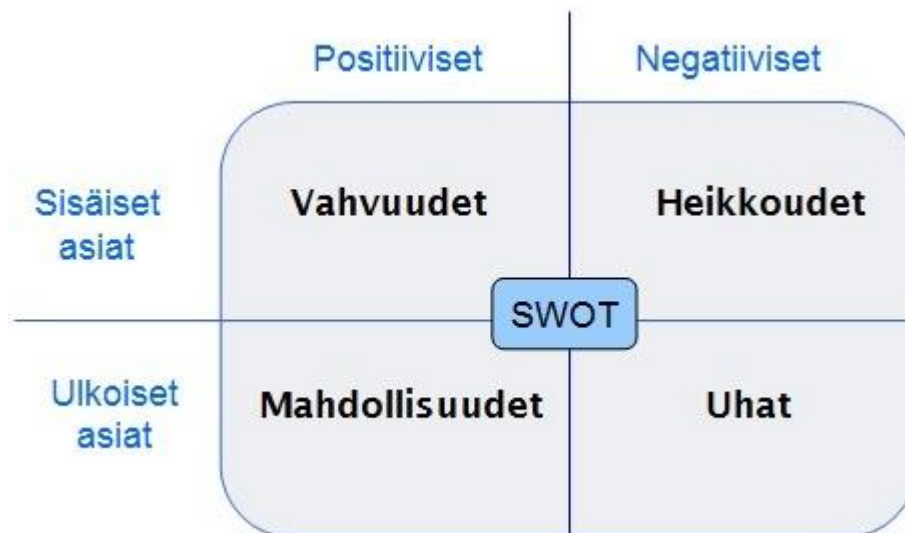 Positiiviset Negatiiviset
Sisäiset
asiat
Vahvuudet Heikkoudet
SWOT
Ulkoiset
asiat
Mahdollisuudet Uhat